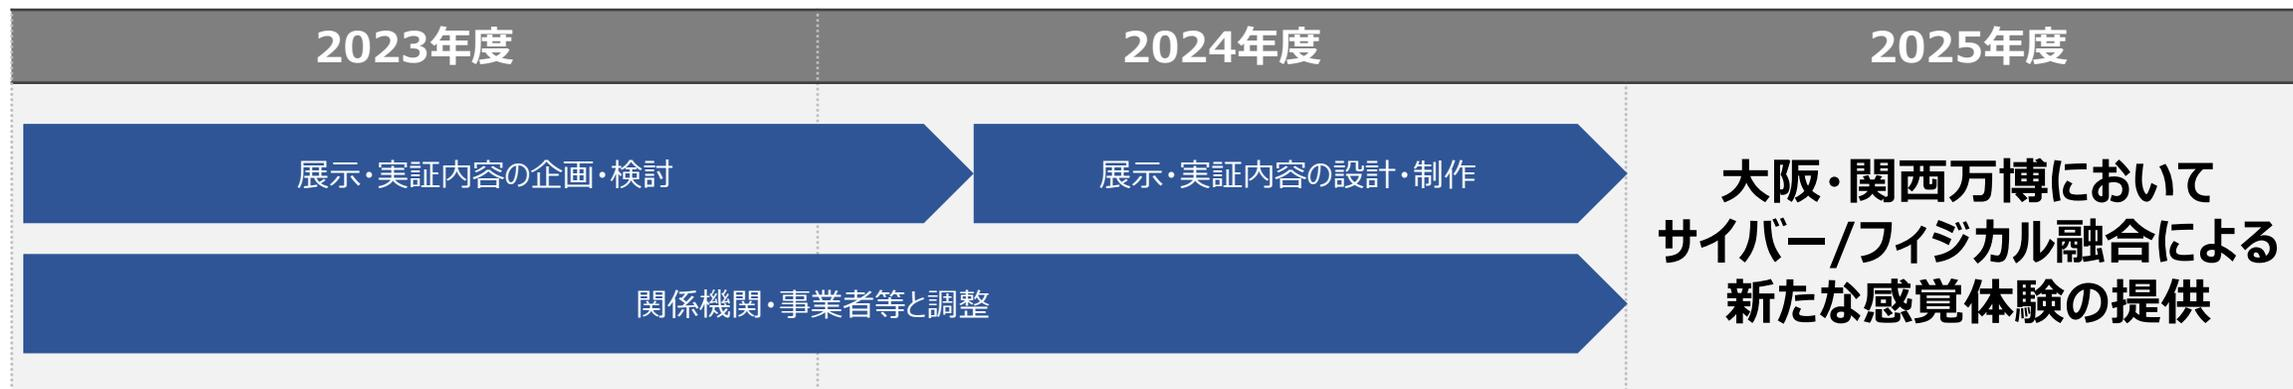 2023年度
2024年度
2025年度
展示・実証内容の企画・検討
展示・実証内容の設計・制作
関係機関・事業者等と調整
大阪・関西万博において
サイバー/フィジカル融合による
新たな感覚体験の提供